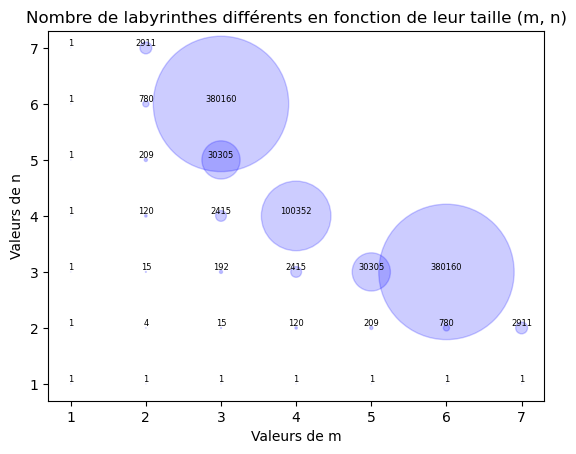 Nombre de labyrinthes différents en fonction de leur taille (m, n)
7 1 2911
6 1 780 380160
5 1 209 30305
Valeurs de n
4 1 120 2415 100352
3 1 15 192 2415 30305 380160
2 1 4 15 120 209 780 2911
1 1 1 1 1 1 1 1
1 2 3 4 5 6 7
Valeurs de m